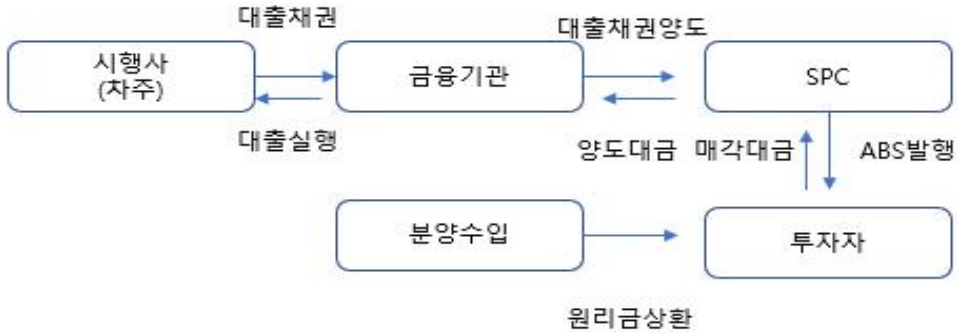 대출채권
대출채권양도
시행사
(차주)
금융기관
SPC
대출실행
양도대금 매각대금
ABS발행
분양수입
투자자
원리금상환